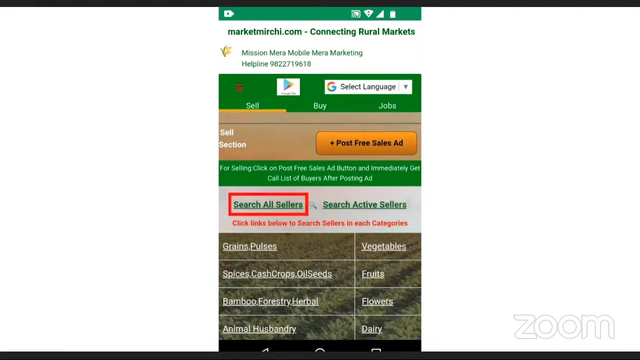 marketmirchi.com - Connecting Rural Markets
Mission Mera Mobile Mera Marketing
Helpline 9822719618
Select Language
Sell Buy Jobs
Sell
Section
+ Post Free Sales Ad
For Selling:Click on Post Free Sales Ad Button and Immediately Get
Call List of Buyers After Posting Ad
Search All Sellers Search Active Sellers
Click links below to Search Sellers in each Categories
Grains,Pulses Vegetables
Spices,CashCrops,OilSeeds Fruits
Bamboo,Forestry,Herbal Flowers
Animal Husbandry Dairy
zoom